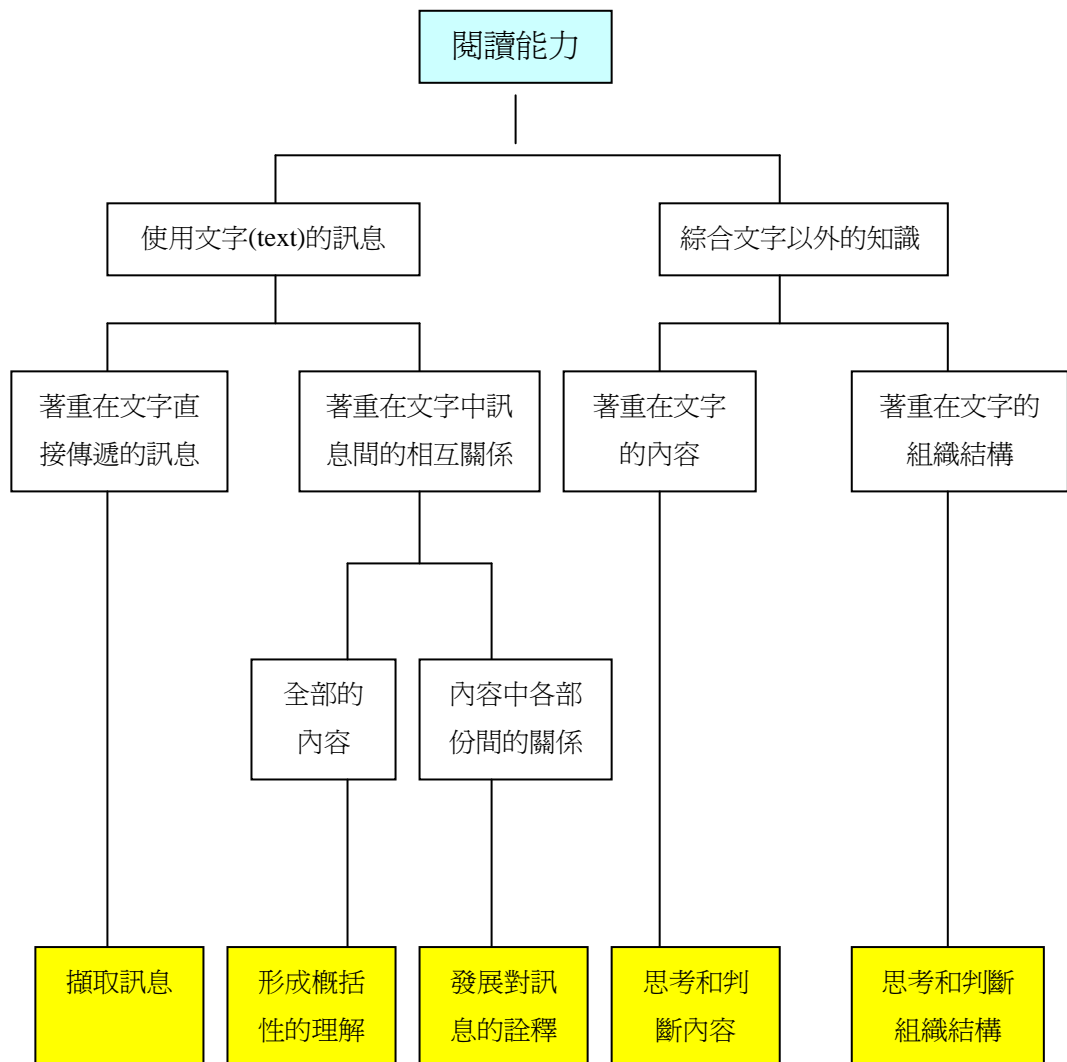 閱讀能力
使用文字(text)的訊息
綜合文字以外的知識
著重在文字直
接傳遞的訊息
著重在文字中訊
息間的相互關係
著重在文字
的內容
著重在文字的
組織結構
全部的
內容
內容中各部
份間的關係
擷取訊息
形成概括
性的理解
發展對訊
息的詮釋
思考和判
斷內容
思考和判斷
組織結構